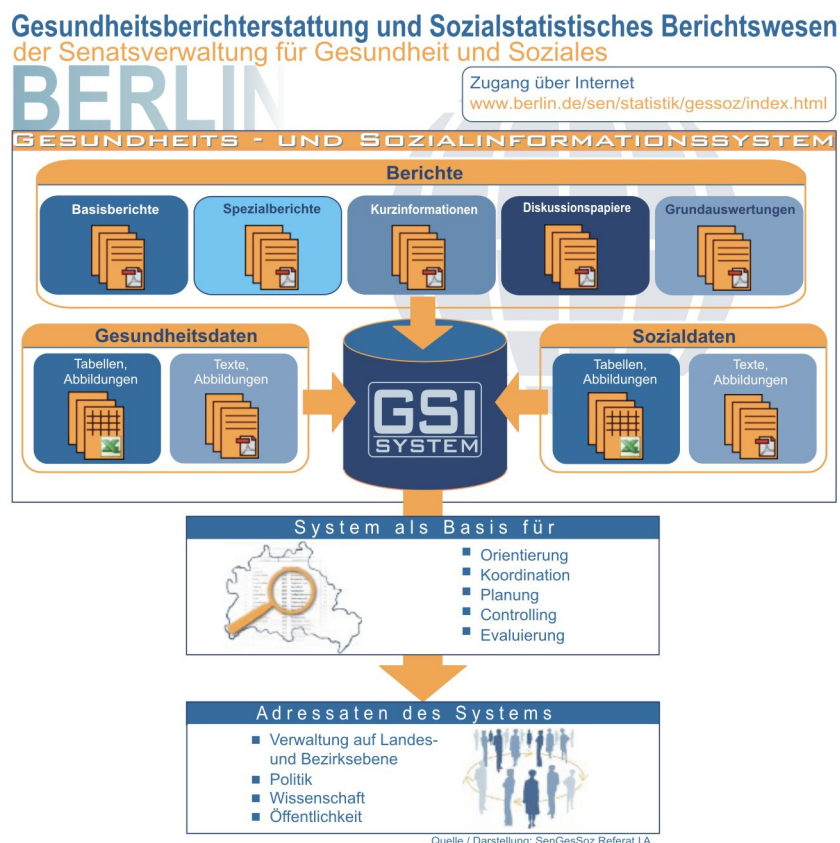 Gesundheitsberichterstattung und Sozialstatistisches Berichtswesen
der Senatsverwaltung für Gesundheit und Soziales
BERLIN
Zugang über Internet
www.berlin.de/sen/statistik/gessoz/index.html
GESUNDHEITS - UND SOZIALINFORMATIONSSYSTEM
Berichte
Basisberichte
Spezialberichte
Kurzinformationen
Diskussionspapiere
Grundauswertungen
Gesundheitsdaten
Tabellen,
Abbildungen
Texte,
Abbildungen
GSI
SYSTEM
Sozialdaten
Tabellen,
Abbildungen
Texte,
Abbildungen
System als Basis für
Orientierung
Koordination
Planung
Controlling
Evaluierung
Adressaten des Systems
Verwaltung auf Landes-
und Bezirksebene
Politik
Wissenschaft
Öffentlichkeit
Quelle / Darstellung: SenGesSoz Referat I A